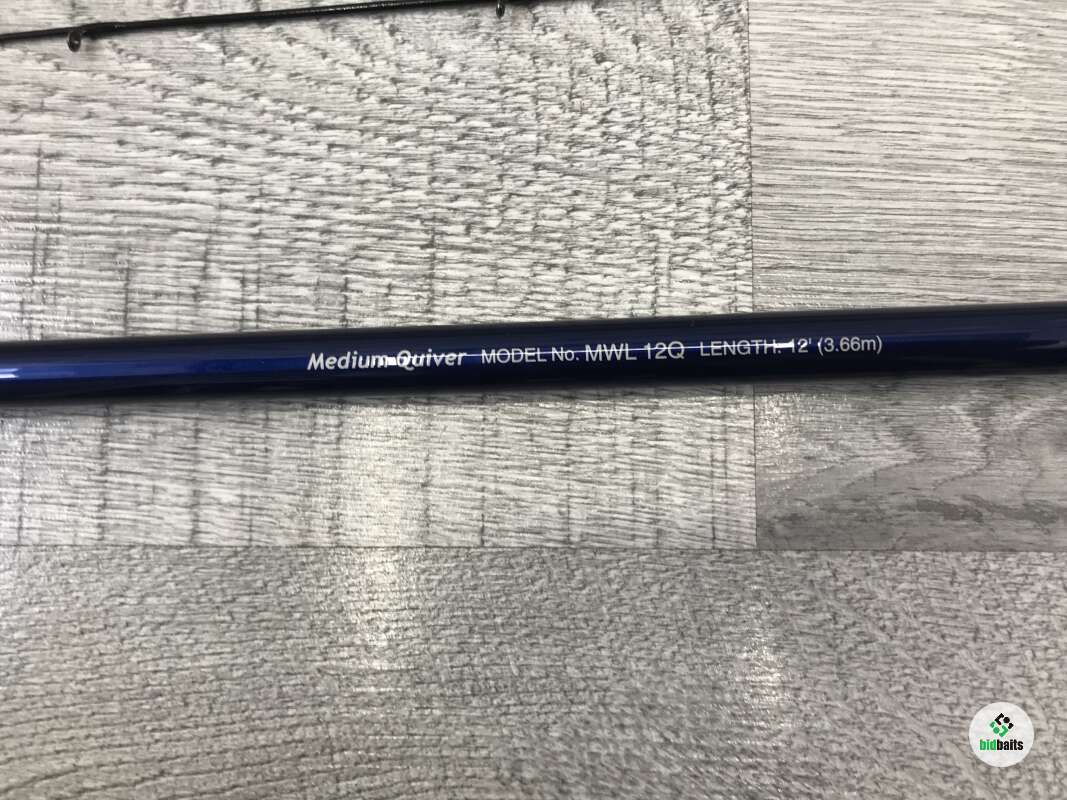 Medium Quiver MODEL No. MWL 12Q LENGTH: 12' (3.66m)
bidbaits